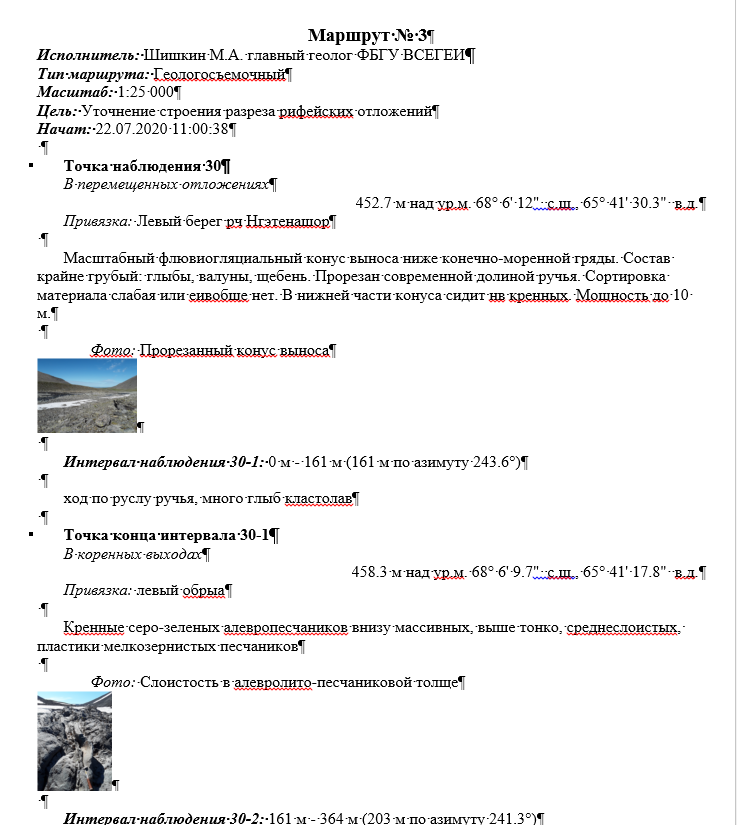 Маршрут № 3
Исполнитель: Шишкин М.А. главный геолог ФБГУ ВСЕГЕИ
Тип маршрута: Геологосъемочный
Масштаб: 1:25 000
Цель: Уточнение строения разреза рифейских отложений
Начат: 22.07.2020 11:00:38
Точка наблюдения 30
В перемещенных отложениях
452.7 м над ур.м. 68° 6' 12" с.ш., 65° 41' 30.3" в.д.
Привязка: Левый берег рч Нгэтенашор
Масштабный флювиогляциальный конус выноса ниже конечно-моренной гряды. Состав
крайне грубый: глыбы, валуны, щебень. Прорезан современной долиной ручья. Сортировка
материала слабая или еивобще нет. В нижней части конуса сидит нв кренных. Мощность до 10
м.
Фото: Прорезанный конус выноса
Интервал наблюдения 30-1: 0 м - 161 м (161 м по азимуту 243.6°)
ход по руслу ручья, много глыб кластолав
Точка конца интервала 30-1
В коренных выходах
458.3 м над ур.м. 68° 6' 9.7" с.ш., 65° 41' 17.8" в.д.
Привязка: левый обрыа
Кренные серо-зеленых алевропесчаников внизу массивных, выше тонко, среднеслоистых,
пластики мелкозернистых песчаников
Фото: Слоистость в алевролито-песчаниковой толще
Интервал наблюдения 30-2: 161 м - 364 м (203 м по азимуту 241.3°)